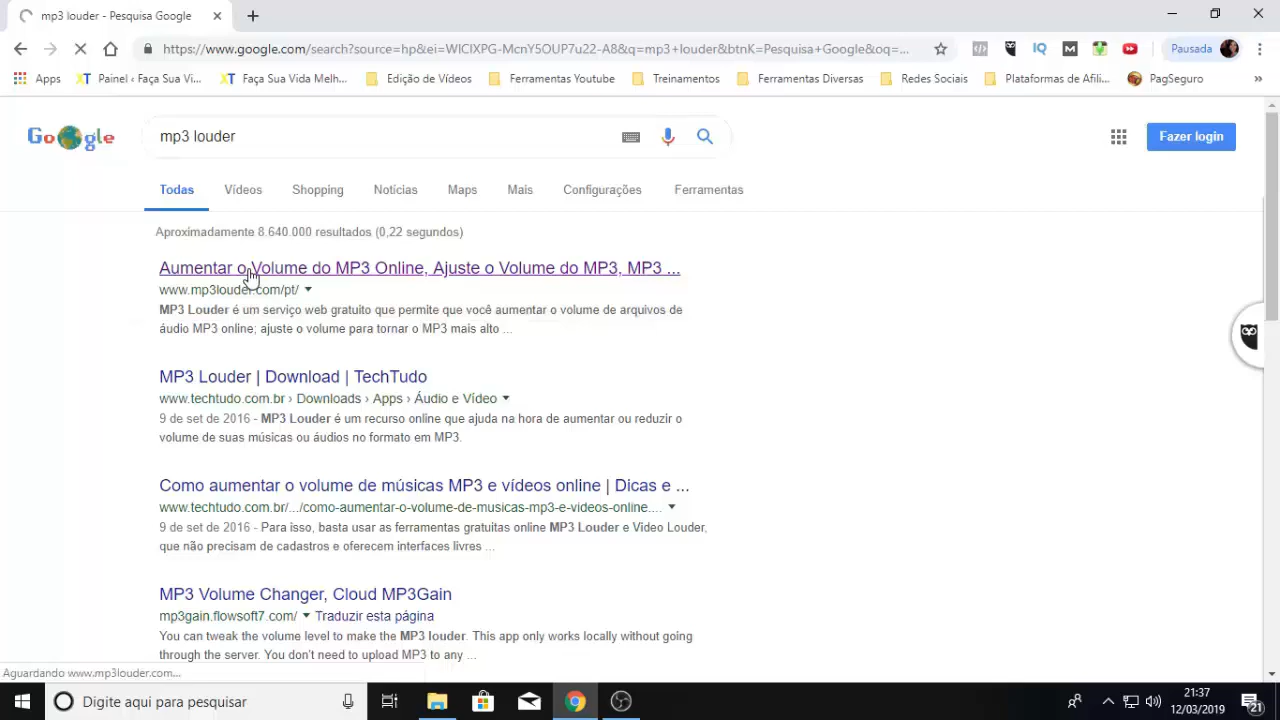 mp3 louder - Pesquisa Google
https://www.google.com/search?source=hp&ei=WlCIXPG-McnY5OUP7u22-A8&q=mp3+louder&btnK=Pesquisa+Google&oq=...
IQ
M
Pausada
Apps
Painel ‹ Faça Sua Vi...
Faça Sua Vida Melh...
Edição de Vídeos
Ferramentas Youtube
Treinamentos
Ferramentas Diversas
Redes Sociais
Plataformas de Afili...
PagSeguro
»
Google
mp3 louder
Fazer login
Todas
Vídeos
Shopping
Notícias
Maps
Mais
Configurações
Ferramentas
Aproximadamente 8.640.000 resultados (0,22 segundos)
Aumentar o Volume do MP3 Online, Ajuste o Volume do MP3, MP3 ...
www.mp3louder.com/pt/
MP3 Louder é um serviço web gratuito que permite que você aumentar o volume de arquivos de
áudio MP3 online; ajuste o volume para tornar o MP3 mais alto ...
MP3 Louder | Download | TechTudo
www.techtudo.com.br › Downloads › Apps › Áudio e Vídeo
9 de set de 2016 - MP3 Louder é um recurso online que ajuda na hora de aumentar ou reduzir o
volume de suas músicas ou áudios no formato em MP3.
Como aumentar o volume de músicas MP3 e vídeos online | Dicas e ...
www.techtudo.com.br/.../como-aumentar-o-volume-de-musicas-mp3-e-videos-online....
9 de set de 2016 - Para isso, basta usar as ferramentas gratuitas online MP3 Louder e Video Louder,
que não precisam de cadastros e oferecem interfaces livres ...
MP3 Volume Changer, Cloud MP3Gain
mp3gain.flowsoft7.com/ Traduzir esta página
You can tweak the volume level to make the MP3 louder. This app only works locally without going
through the server. You don't need to upload MP3 to any ...
Aguardando www.mp3louder.com...
Digite aqui para pesquisar
21:37
12/03/2019
21